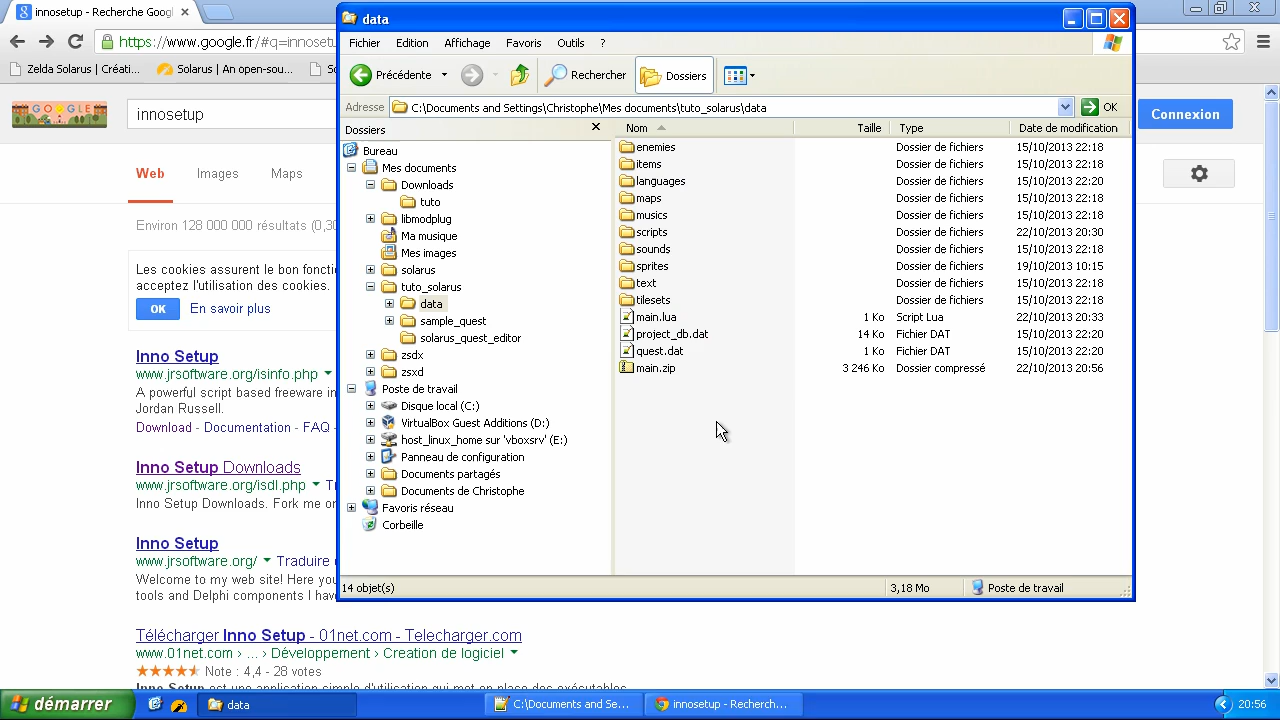 innosetup - Recherche Googl
data
https://www.google.fr/#q=innosetu
Zelda Solarus | Créati...
Solarus | An open-sou...
So
Fichier Edition Affichage Favoris Outils ?
Précédente
Rechercher
Dossiers
Adresse C:\Documents and Settings\Christophe\Mes documents\tuto_solarus\data OK
GOOGLE
innosetup
Connexion
Web Images Maps
Environ 128 000 000 résultats (0,30
Les cookies assurent le bon fonctio
l'utilisation des cookies.
OK En savoir plus
Inno Setup
www.jrsoftware.org/isinfo.php
A powerful script based freeware in
Jordan Russell.
Download - Documentation - FAQ -
Inno Setup Downloads
www.jrsoftware.org/isdl.php
Inno Setup Downloads. Fork me or
Inno Setup
www.jrsoftware.org/ Traduire
Welcome to my web site! Here you
tools and Delphi components I have
Télécharger Inno Setup - 01net.com - Telecharger.com
www.01net.com › ... › Développement › Creation de logiciel
Note : 4,4 - 28 votes
Dossiers
Bureau
Mes documents
Downloads
tuto
libmodplug
Ma musique
Mes images
solarus
tuto_solarus
data
sample_quest
solarus_quest_editor
zsdx
zsxd
Poste de travail
Disque local (C:)
VirtualBox Guest Additions (D:)
host_linux_home sur 'vboxsrv' (E:)
Panneau de configuration
Documents partagés
Documents de Christophe
Favoris réseau
Corbeille
Nom Taille Type Date de modification
enemies Dossier de fichiers 15/10/2013 22:18
items Dossier de fichiers 15/10/2013 22:18
languages Dossier de fichiers 15/10/2013 22:20
maps Dossier de fichiers 15/10/2013 22:18
musics Dossier de fichiers 15/10/2013 22:18
scripts Dossier de fichiers 22/10/2013 20:30
sounds Dossier de fichiers 15/10/2013 22:18
sprites Dossier de fichiers 19/10/2013 10:15
text Dossier de fichiers 15/10/2013 22:18
tilesets Dossier de fichiers 15/10/2013 22:18
main.lua 1 Ko Script Lua 22/10/2013 20:33
project_db.dat 14 Ko Fichier DAT 15/10/2013 22:20
quest.dat 1 Ko Fichier DAT 15/10/2013 22:20
main.zip 3 246 Ko Dossier compressé 22/10/2013 20:56
14 objet(s) 3,18 Mo Poste de travail
démarrer
data
C:\Documents and Se...
innosetup - Recherch...
20:56